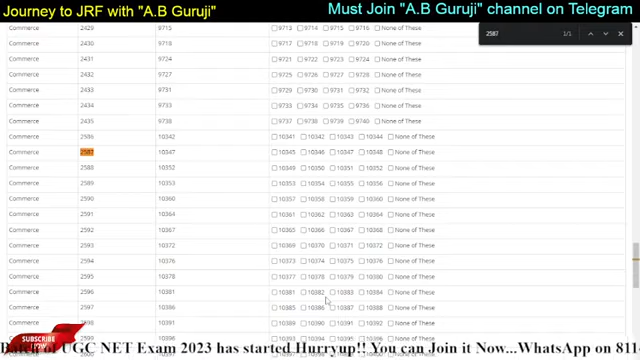 Journey to JRF with "A.B Guruji"
Must Join "A.B Guruji" channel on Telegram
2587 1/1
Commerce 2429 9715 9713 9714 9715 9716 None of These
Commerce 2430 9718 9717 9718 9719 9720 None of These
Commerce 2431 9722 9721 9722 9723 9724 None of These
Commerce 2432 9727 9725 9726 9727 9728 None of These
Commerce 2433 9731 9729 9730 9731 9732 None of These
Commerce 2434 9733 9733 9734 9735 9736 None of These
Commerce 2435 9738 9737 9738 9739 9740 None of These
Commerce 2586 10342 10341 10342 10343 10344 None of These
Commerce 2587 10347 10345 10346 10347 10348 None of These
Commerce 2588 10352 10349 10350 10351 10352 None of These
Commerce 2589 10353 10353 10354 10355 10356 None of These
Commerce 2590 10360 10357 10358 10359 10360 None of These
Commerce 2591 10364 10361 10362 10363 10364 None of These
Commerce 2592 10367 10365 10366 10367 10368 None of These
Commerce 2593 10372 10369 10370 10371 10372 None of These
Commerce 2594 10376 10373 10374 10375 10376 None of These
Commerce 2595 10378 10377 10378 10379 10380 None of These
Commerce 2596 10381 10381 10382 10383 10384 None of These
Commerce 2597 10386 10385 10386 10387 10388 None of These
10391 10389 10390 10391 10392 None of These
SUBSCRIBE NOW
Batch of UGC NET Exam 2023 has started Hurryup!! You can Join it Now...WhatsApp on 811